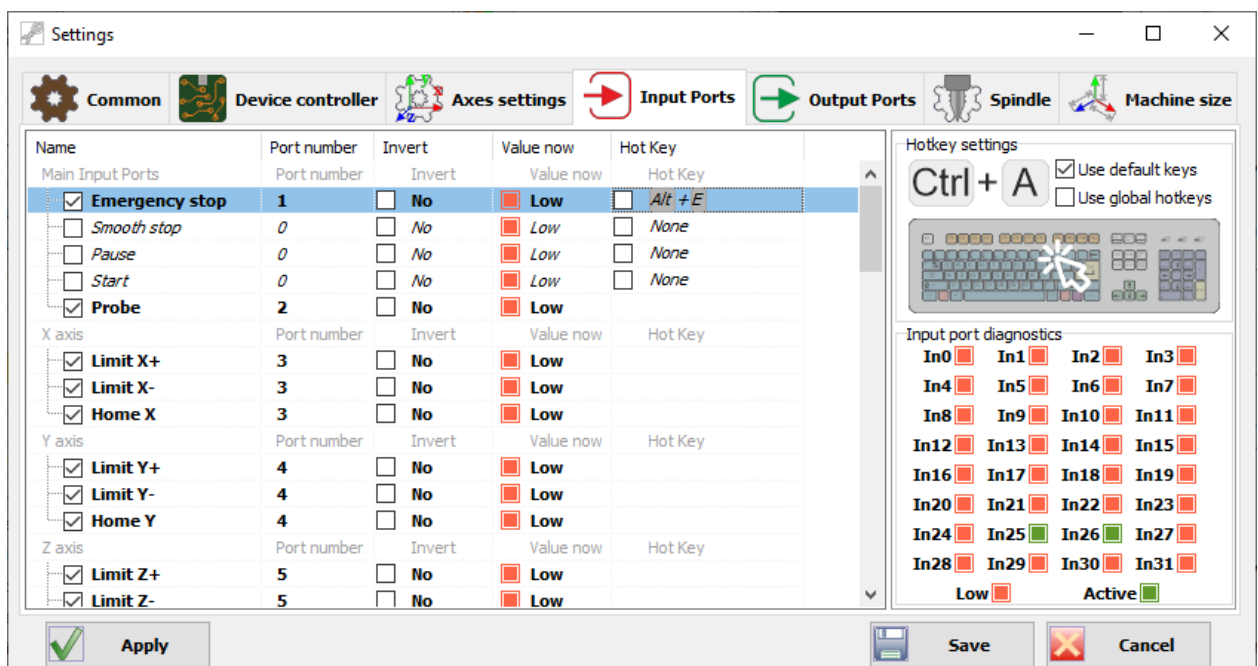 Settings
Common Device controller Axes settings Input Ports Output Ports Spindle Machine size
Name Port number Invert Value now Hot Key
Main Input Ports Port number Invert Value now Hot Key
Emergency stop 1 No Low Alt + E
Smooth stop 0 No Low None
Pause 0 No Low None
Start 0 No Low None
Probe 2 No Low
X axis Port number Invert Value now Hot Key
Limit X+ 3 No Low
Limit X- 3 No Low
Home X 3 No Low
Y axis Port number Invert Value now Hot Key
Limit Y+ 4 No Low
Limit Y- 4 No Low
Home Y 4 No Low
Z axis Port number Invert Value now Hot Key
Limit Z+ 5 No Low
Limit Z- 5 No Low
Hotkey settings
Ctrl + A
Use default keys
Use global hotkeys
Input port diagnostics
In0 In1 In2 In3
In4 In5 In6 In7
In8 In9 In10 In11
In12 In13 In14 In15
In16 In17 In18 In19
In20 In21 In22 In23
In24 In25 In26 In27
In28 In29 In30 In31
Low Active
Apply Save Cancel